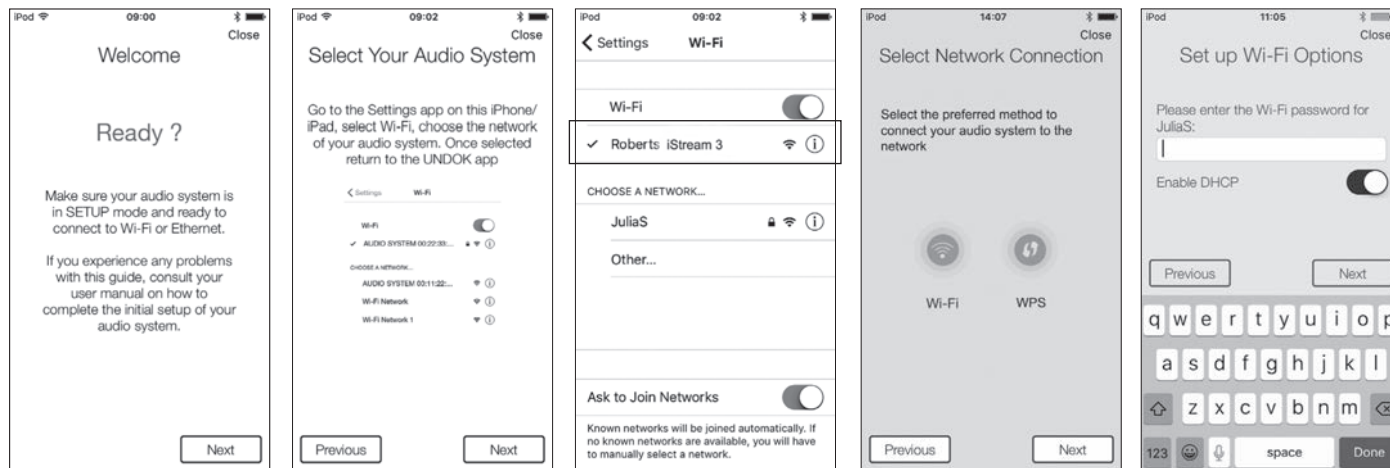 iPod 09:00
Close
Welcome
Ready ?
Make sure your audio system is
in SETUP mode and ready to
connect to Wi-Fi or Ethernet.
If you experience any problems
with this guide, consult your
user manual on how to
complete the initial setup of your
audio system.
Next
iPod 09:02
Close
Select Your Audio System
Go to the Settings app on this iPhone/
iPad, select Wi-Fi, choose the network
of your audio system. Once selected
return to the UNDOK app
Settings Wi-Fi
Wi-Fi
AUDIO SYSTEM 00:22:33:...
CHOOSE A NETWORK...
AUDIO SYSTEM 00:11:22:...
Wi-Fi Network
Wi-Fi Network 1
Previous Next
iPod 09:02
Settings Wi-Fi
Wi-Fi
Roberts iStream 3
CHOOSE A NETWORK...
JuliaS
Other...
Ask to Join Networks
Known networks will be joined automatically. If
no known networks are available, you will have
to manually select a network.
iPod 14:07
Close
Select Network Connection
Select the preferred method to
connect your audio system to the
network
Wi-Fi WPS
Previous Next
iPod 11:05
Close
Set up Wi-Fi Options
Please enter the Wi-Fi password for
JuliaS:
Enable DHCP
Previous Next
q w e r t y u i o p
a s d f g h j k l
z x c v b n m
123 space Done